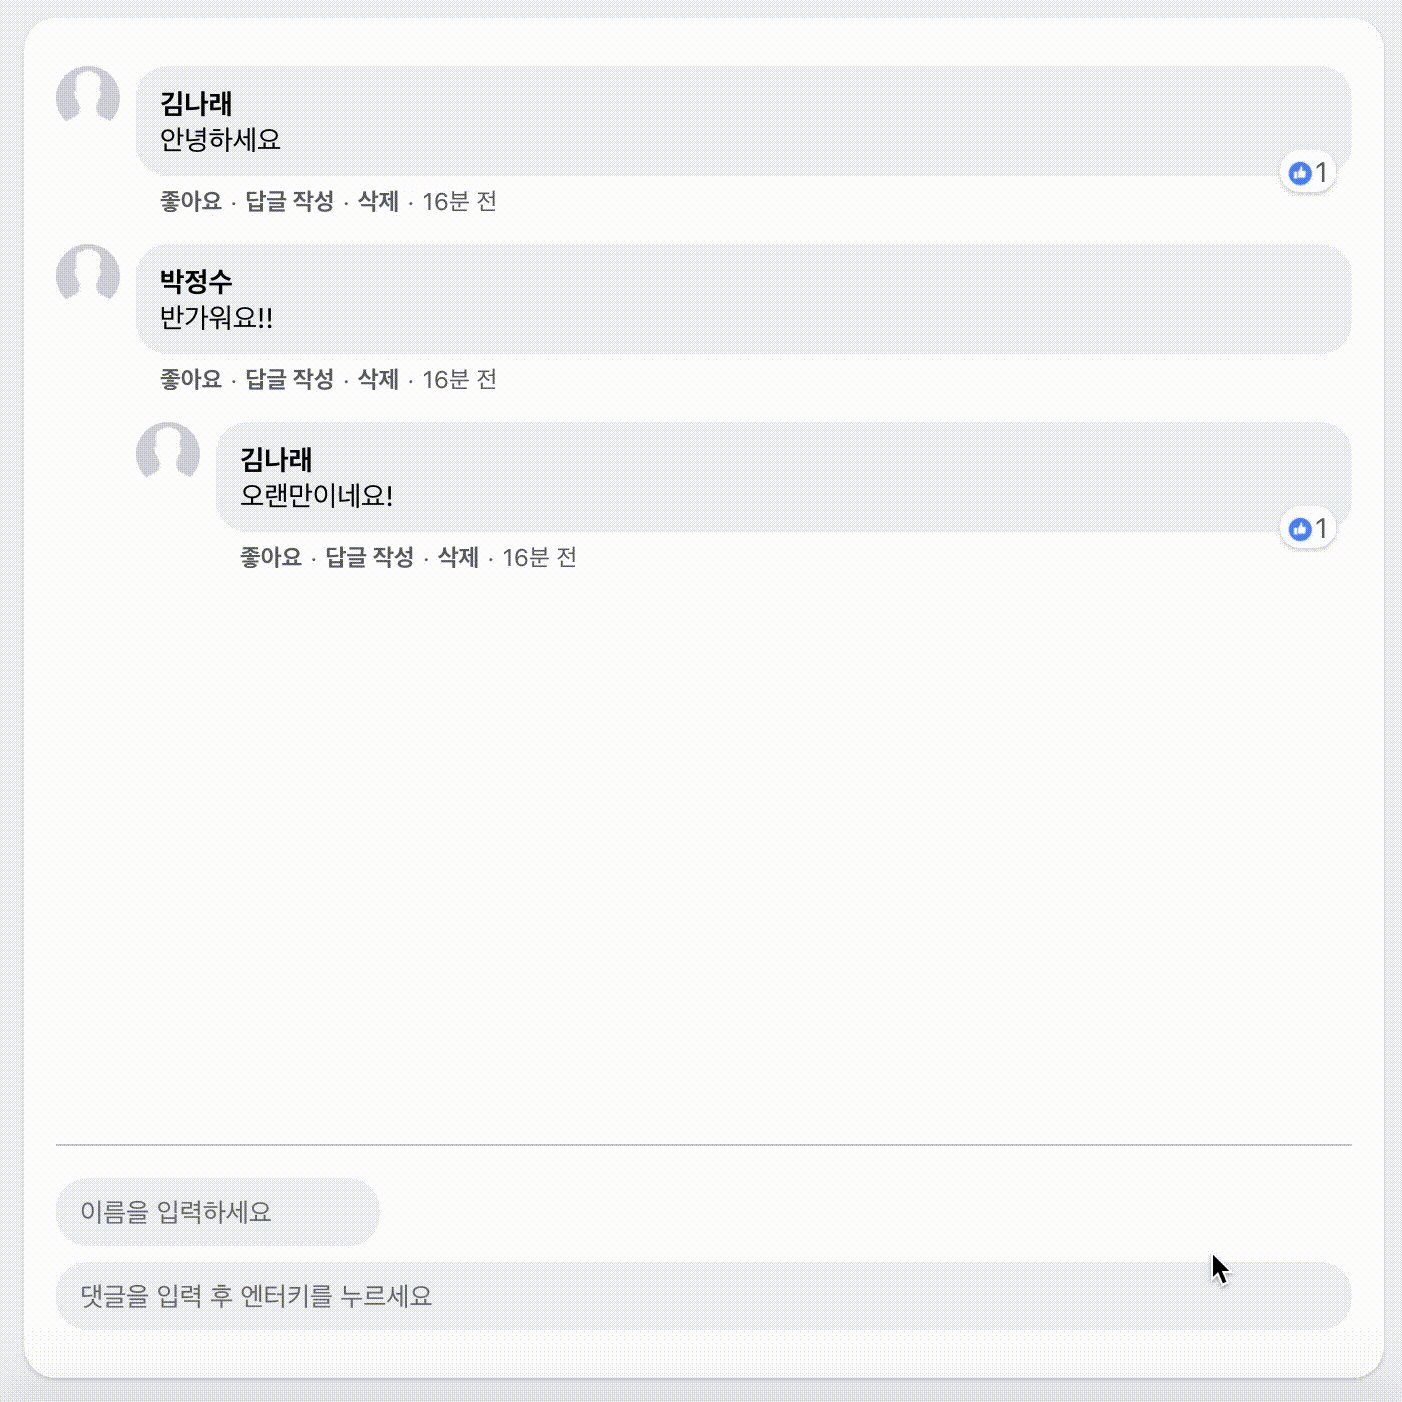 김나래
안녕하세요
1
좋아요 · 답글 작성 · 삭제 · 16분 전
박정수
반가워요!!
좋아요 · 답글 작성 · 삭제 · 16분 전
김나래
오랜만이네요!
1
좋아요 · 답글 작성 · 삭제 · 16분 전
이름을 입력하세요
댓글을 입력 후 엔터키를 누르세요